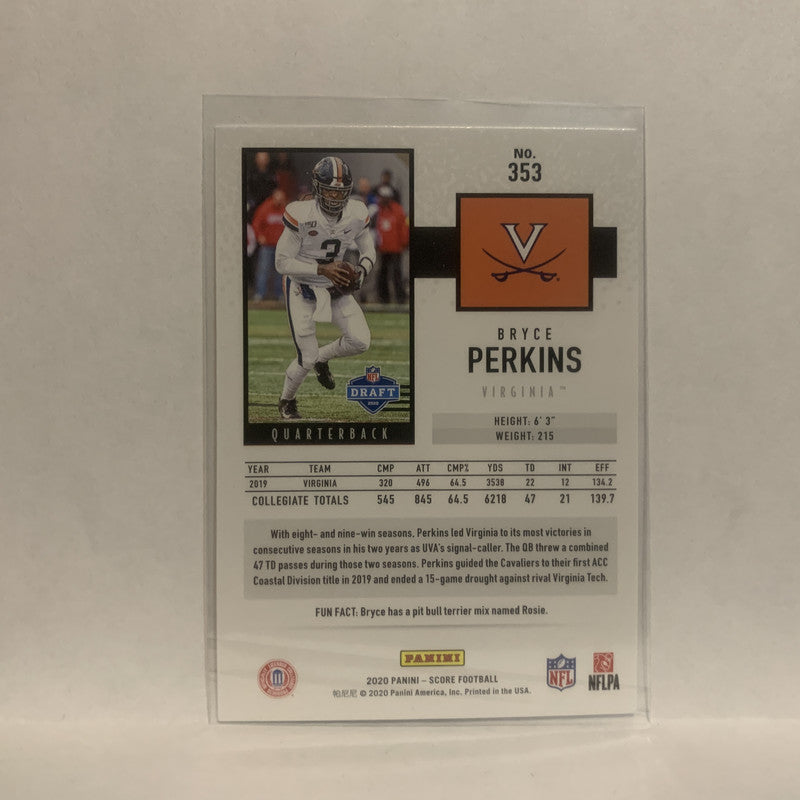 NO.
353
V
3
NFL
DRAFT
2020
QUARTERBACK
BRYCE
PERKINS
VIRGINIA™
HEIGHT: 6' 3"
WEIGHT: 215
YEAR TEAM CMP ATT CMP% YDS TD INT EFF
2019 VIRGINIA 320 496 64.5 3538 22 12 134.2
COLLEGIATE TOTALS 545 845 64.5 6218 47 21 139.7
With eight- and nine-win seasons, Perkins led Virginia to its most victories in
consecutive seasons in his two years as UVA's signal-caller. The QB threw a combined
47 TD passes during those two seasons. Perkins guided the Cavaliers to their first ACC
Coastal Division title in 2019 and ended a 15-game drought against rival Virginia Tech.
FUN FACT: Bryce has a pit bull terrier mix named Rosie.
PANINI
2020 PANINI – SCORE FOOTBALL
帕尼尼 © 2020 Panini America, Inc. Printed in the USA.
NFL
NFLPA